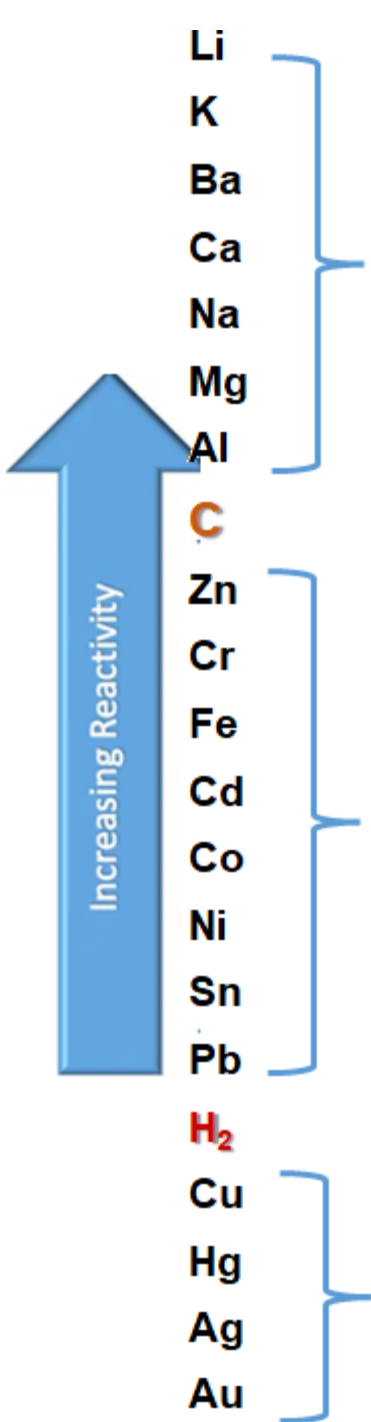 Li
K
Ba
Ca
Na
Mg
Al
C
Zn
Cr
Fe
Cd
Co
Ni
Sn
Pb
H₂
Cu
Hg
Ag
Au
Increasing Reactivity